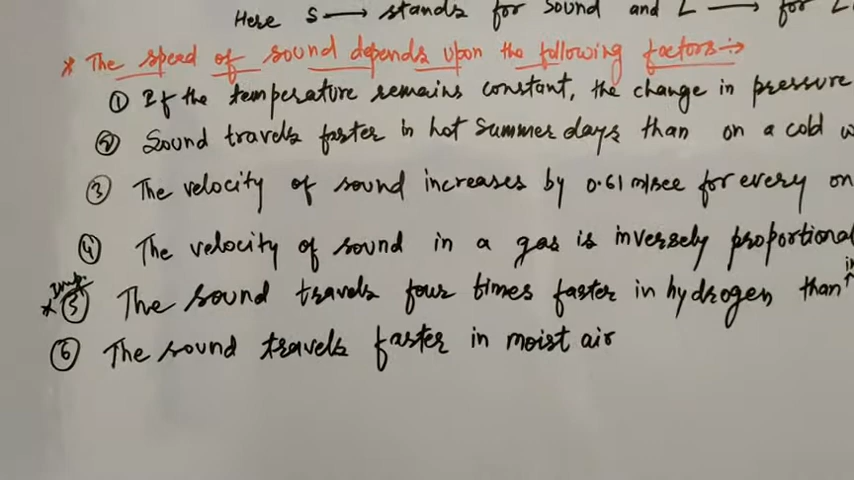 Here S → stands for Sound and L → for L
* The speed of sound depends upon the following factors:→
① If the temperature remains constant, the change in pressure
② Sound travels faster in hot Summer days than on a cold w
③ The velocity of sound increases by 0.61 m/sec for every on
④ The velocity of sound in a gas is inversely proportional
* Imp. ⑤ The sound travels four times faster in hydrogen than in
⑥ The sound travels faster in moist air